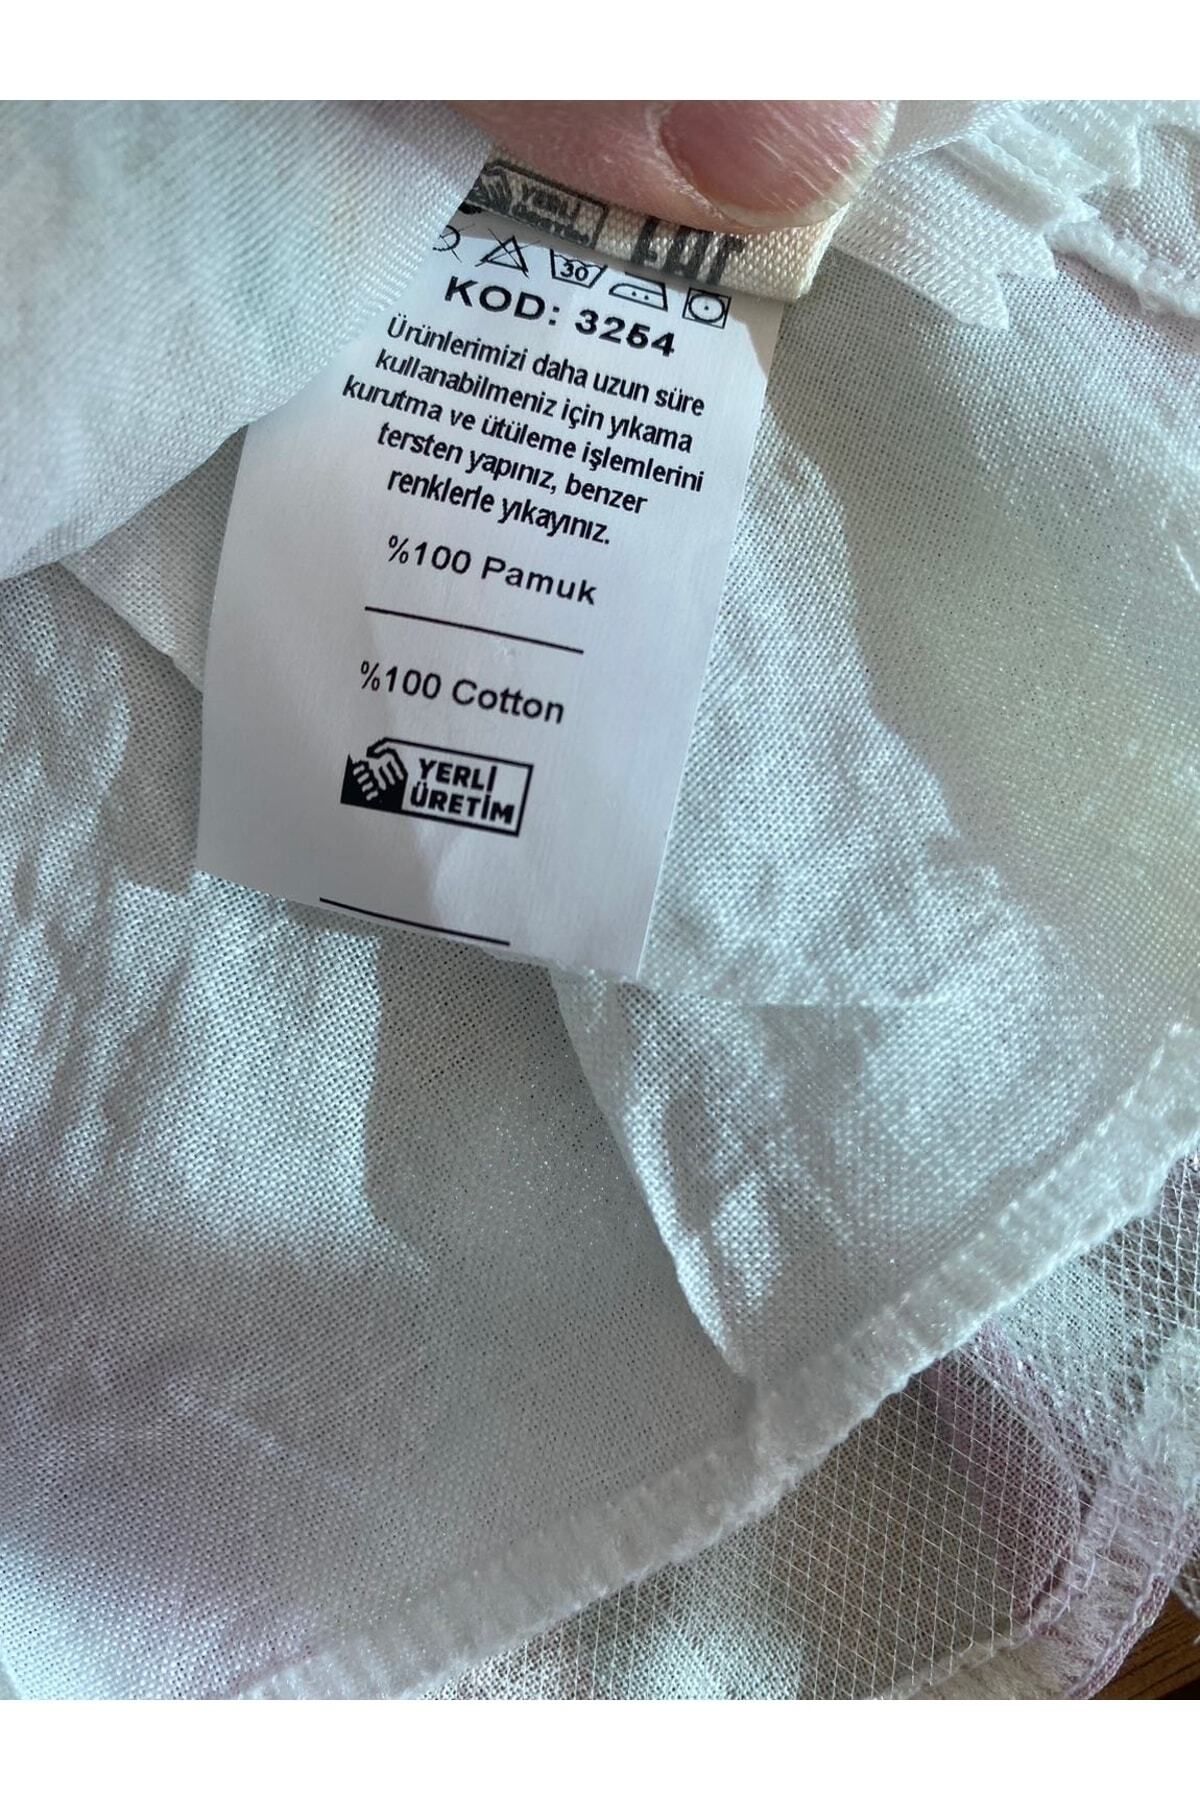 YERLİ
ÜRETİM
30
KOD: 3254
Ürünlerimizi daha uzun süre
kullanabilmeniz için yıkama
kurutma ve ütüleme işlemlerini
tersten yapınız, benzer
renklerle yıkayınız.
%100 Pamuk
%100 Cotton
YERLİ
ÜRETİM